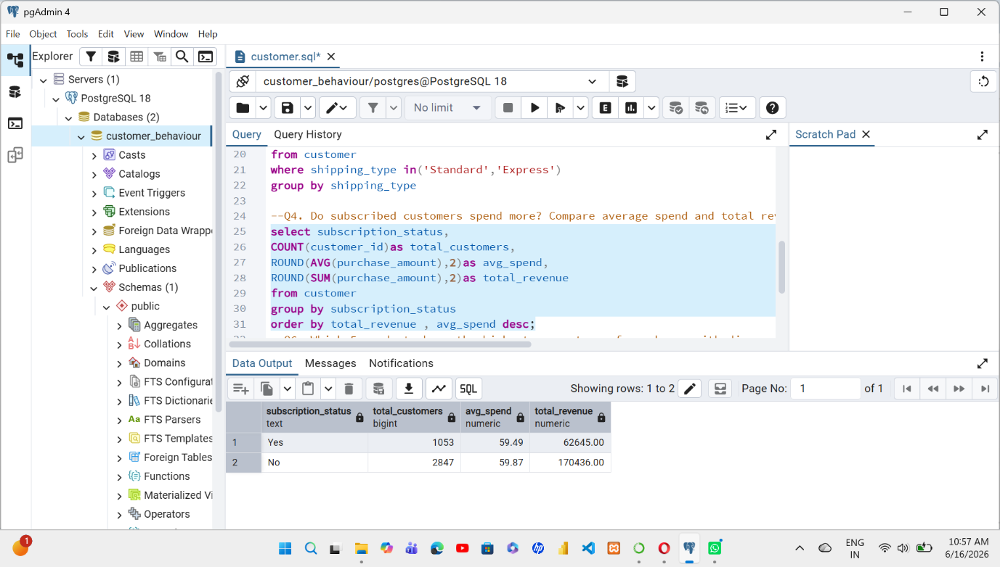 pgAdmin 4
File Object Tools Edit View Window Help
Explorer
customer.sql*
Servers (1)
PostgreSQL 18
Databases (2)
customer_behaviour
Casts
Catalogs
Event Triggers
Extensions
Foreign Data Wrappe
Languages
Publications
Schemas (1)
public
Aggregates
Collations
Domains
FTS Configurat
FTS Dictionarie
FTS Parsers
FTS Templates
Foreign Tables
Functions
Materialized Vi
Operators
customer_behaviour/postgres@PostgreSQL 18
No limit
E
Query Query History
Scratch Pad
20 from customer
21 where shipping_type in('Standard','Express')
22 group by shipping_type
23
24 --Q4. Do subscribed customers spend more? Compare average spend and total re
25 select subscription_status,
26 COUNT(customer_id)as total_customers,
27 ROUND(AVG(purchase_amount),2)as avg_spend,
28 ROUND(SUM(purchase_amount),2)as total_revenue
29 from customer
30 group by subscription_status
31 order by total_revenue , avg_spend desc;
Data Output Messages Notifications
SQL
Showing rows: 1 to 2
Page No: 1 of 1
subscription_status total_customers avg_spend total_revenue
text bigint numeric numeric
1 Yes 1053 59.49 62645.00
2 No 2847 59.87 170436.00
1
ENG
IN
10:57 AM
6/16/2026